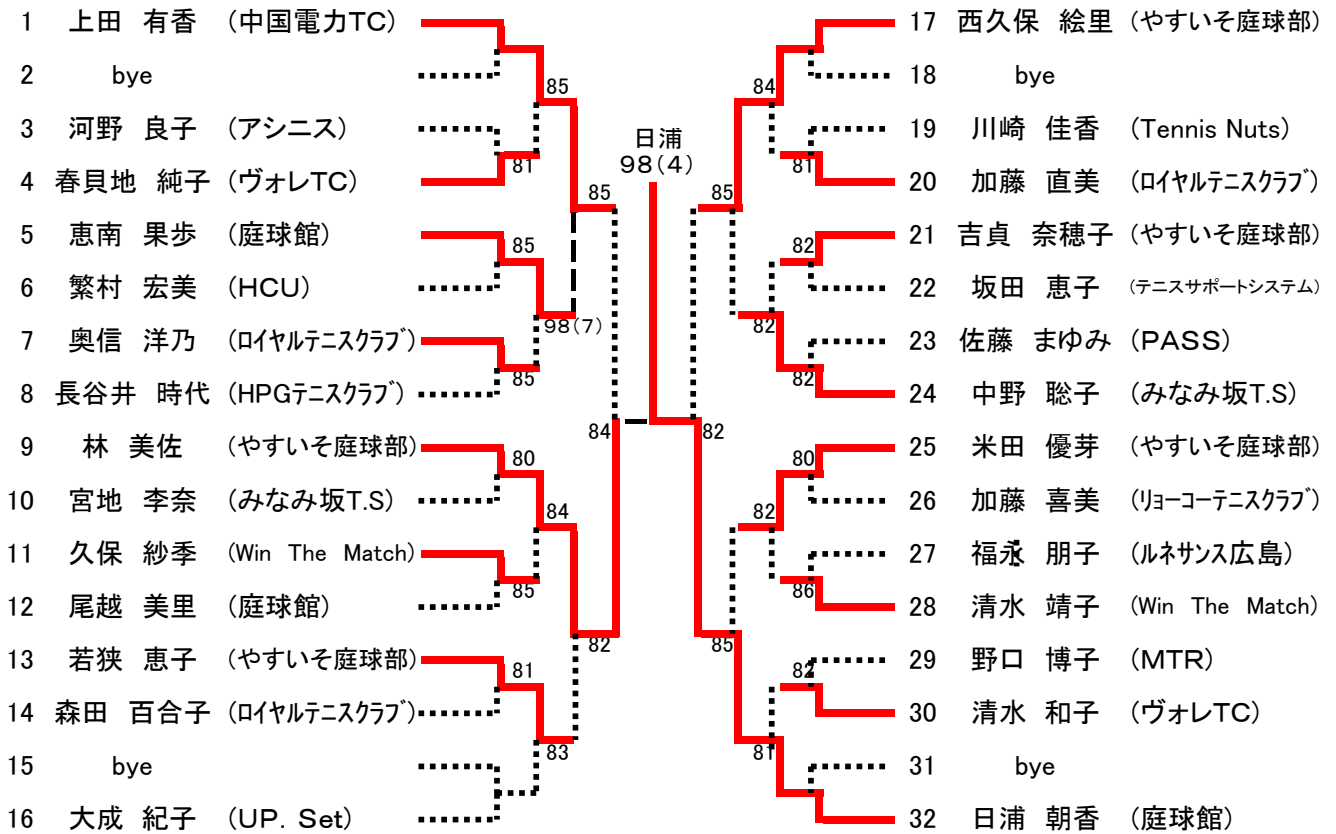 1 上田 有香 (中国電力TC)
2 bye
3 河野 良子 (アシニス)
4 春貝地 純子 (ヴォレTC)
5 恵南 果歩 (庭球館)
6 繁村 宏美 (HCU)
7 奥信 洋乃 (ロイヤルテニスクラブ)
8 長谷井 時代 (HPGテニスクラブ)
9 林 美佐 (やすいそ庭球部)
10 宮地 李奈 (みなみ坂T.S)
11 久保 紗季 (Win The Match)
12 尾越 美里 (庭球館)
13 若狭 恵子 (やすいそ庭球部)
14 森田 百合子 (ロイヤルテニスクラブ)
15 bye
16 大成 紀子 (UP. Set)
85
81
85
85
98(7)
85
80
84
85
82
81
83
84
日浦
98(4)
82
84
81
85
82
82
82
80
82
86
85
82
81
17 西久保 絵里 (やすいそ庭球部)
18 bye
19 川崎 佳香 (Tennis Nuts)
20 加藤 直美 (ロイヤルテニスクラブ)
21 吉貞 奈穂子 (やすいそ庭球部)
22 坂田 恵子 (テニスサポートシステム)
23 佐藤 まゆみ (PASS)
24 中野 聡子 (みなみ坂T.S)
25 米田 優芽 (やすいそ庭球部)
26 加藤 喜美 (リョーコーテニスクラブ)
27 福永 朋子 (ルネサンス広島)
28 清水 靖子 (Win The Match)
29 野口 博子 (MTR)
30 清水 和子 (ヴォレTC)
31 bye
32 日浦 朝香 (庭球館)